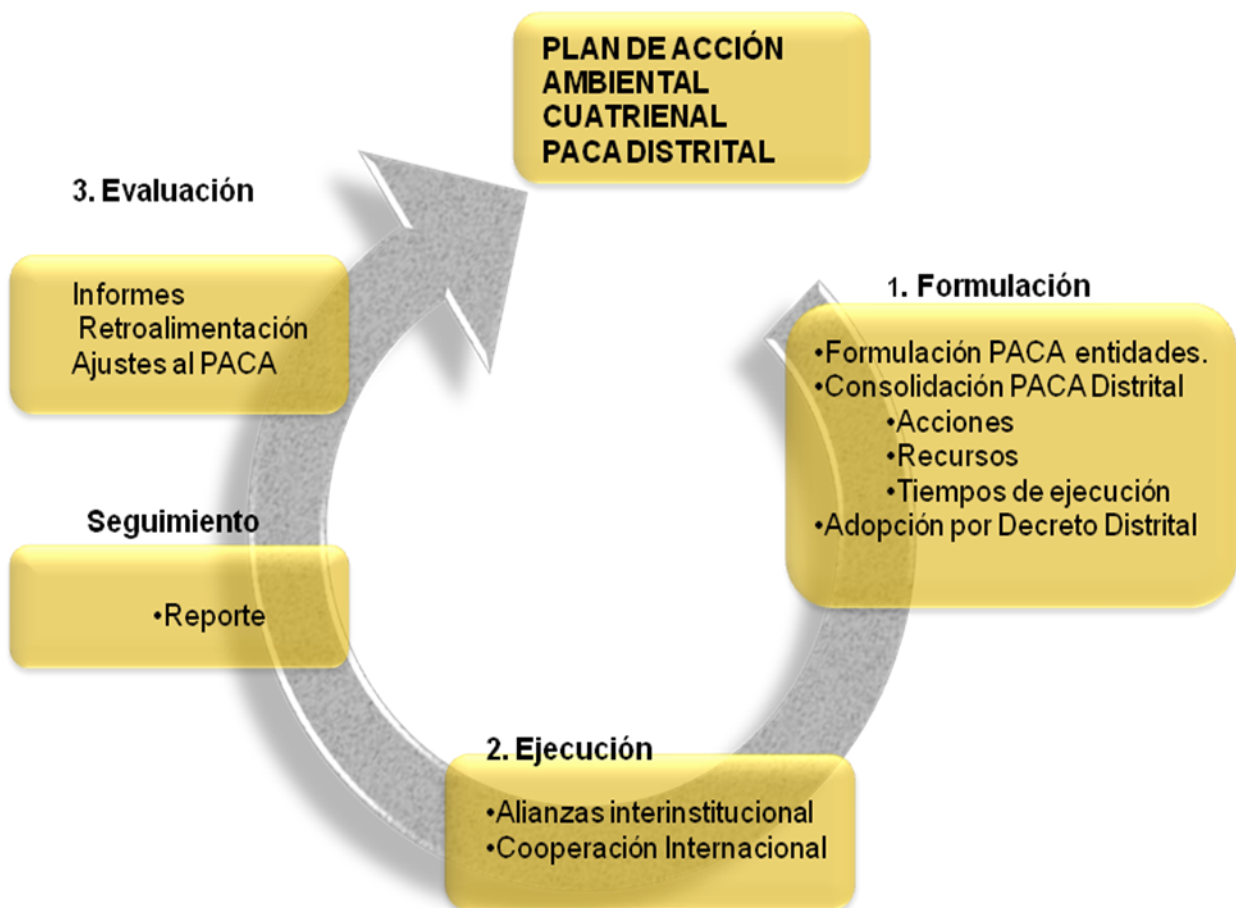 PLAN DE ACCIÓN
AMBIENTAL
CUATRIENAL
PACA DISTRITAL
1. Formulación
•Formulación PACA entidades.
•Consolidación PACA Distrital
•Acciones
•Recursos
•Tiempos de ejecución
•Adopción por Decreto Distrital
2. Ejecución
•Alianzas interinstitucional
•Cooperación Internacional
Seguimiento
•Reporte
3. Evaluación
Informes
Retroalimentación
Ajustes al PACA